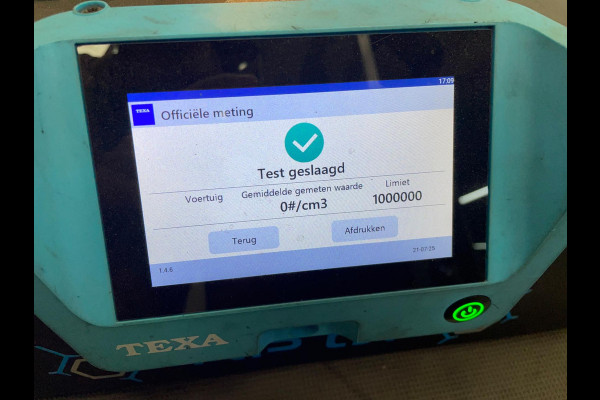 17:09
TEXA
Officiële meting
Test geslaagd
Voertuig Gemiddelde gemeten waarde Limiet
0#/cm3 1000000
Terug Afdrukken
1.4.6 21-07-25
TEXA